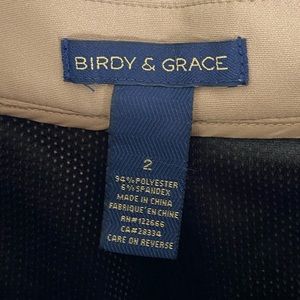 BIRDY & GRACE
2
94% POLYESTER
6% SPANDEX
MADE IN CHINA
FABRIQUÉ EN CHINE
RN#122666
CA#28334
CARE ON REVERSE